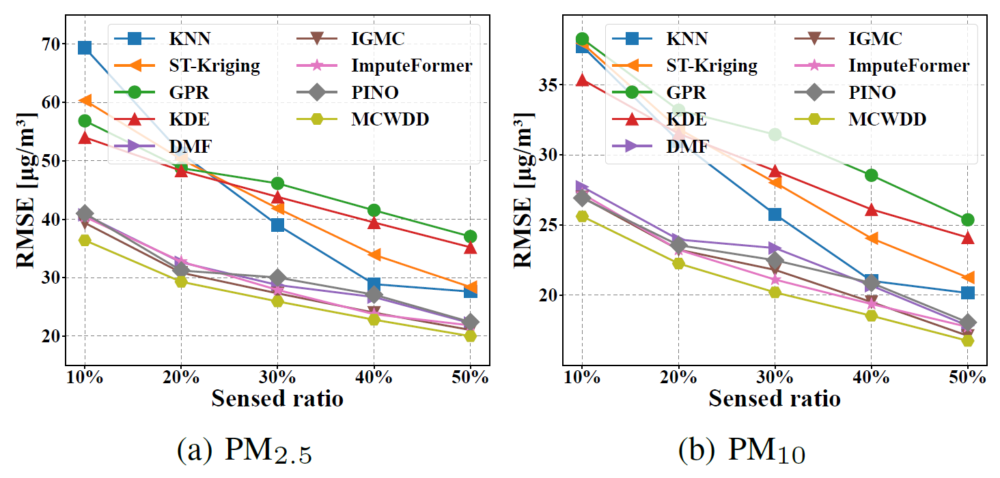 RMSE [μg/m³]
70
60
50
40
30
20
KNN
ST-Kriging
GPR
KDE
DMF
IGMC
ImputeFormer
PINO
MCWDD
10% 20% 30% 40% 50%
Sensed ratio
(a) PM2.5
RMSE [μg/m³]
35
30
25
20
KNN
ST-Kriging
GPR
KDE
DMF
IGMC
ImputeFormer
PINO
MCWDD
10% 20% 30% 40% 50%
Sensed ratio
(b) PM10